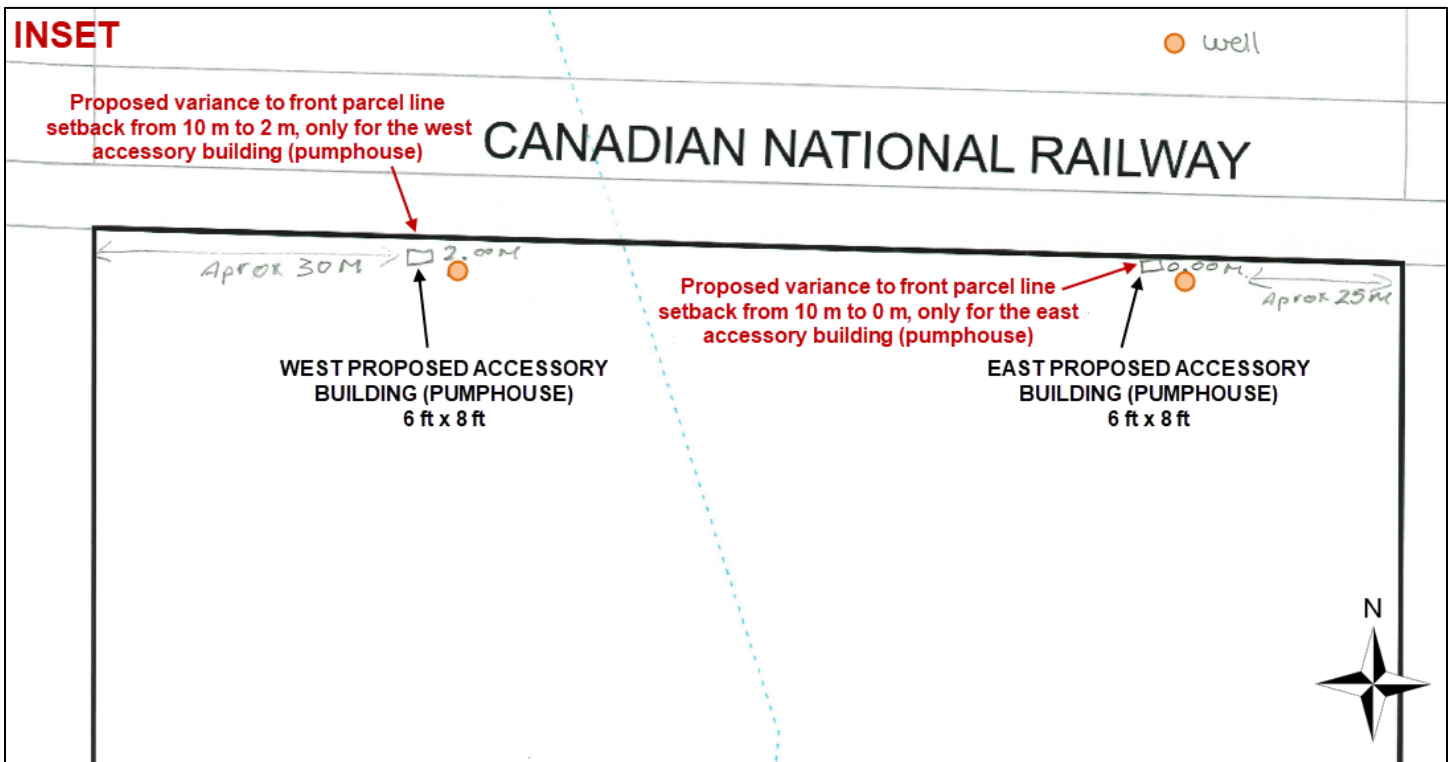 INSET
well
Proposed variance to front parcel line
setback from 10 m to 2 m, only for the west
accessory building (pumphouse)
CANADIAN NATIONAL RAILWAY
Aprox 30 M
2.00M
0.00 M.
Aprox 25 M
Proposed variance to front parcel line
setback from 10 m to 0 m, only for the east
accessory building (pumphouse)
WEST PROPOSED ACCESSORY
BUILDING (PUMPHOUSE)
6 ft x 8 ft
EAST PROPOSED ACCESSORY
BUILDING (PUMPHOUSE)
6 ft x 8 ft
N